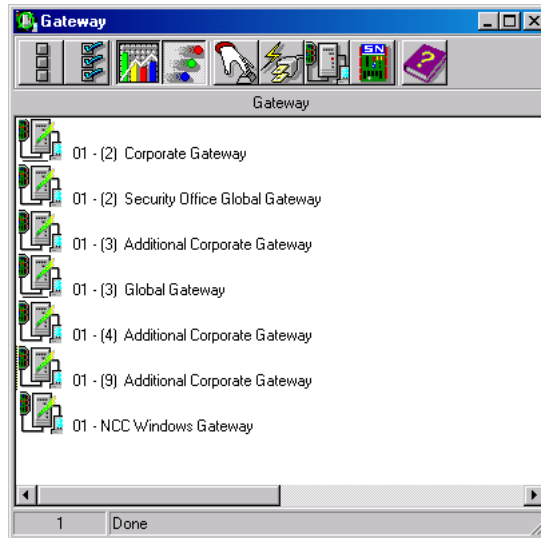 Gateway
SN
Gateway
01 - (2) Corporate Gateway
01 - (2) Security Office Global Gateway
01 - (3) Additional Corporate Gateway
01 - (3) Global Gateway
01 - (4) Additional Corporate Gateway
01 - (9) Additional Corporate Gateway
01 - NCC Windows Gateway
1 Done